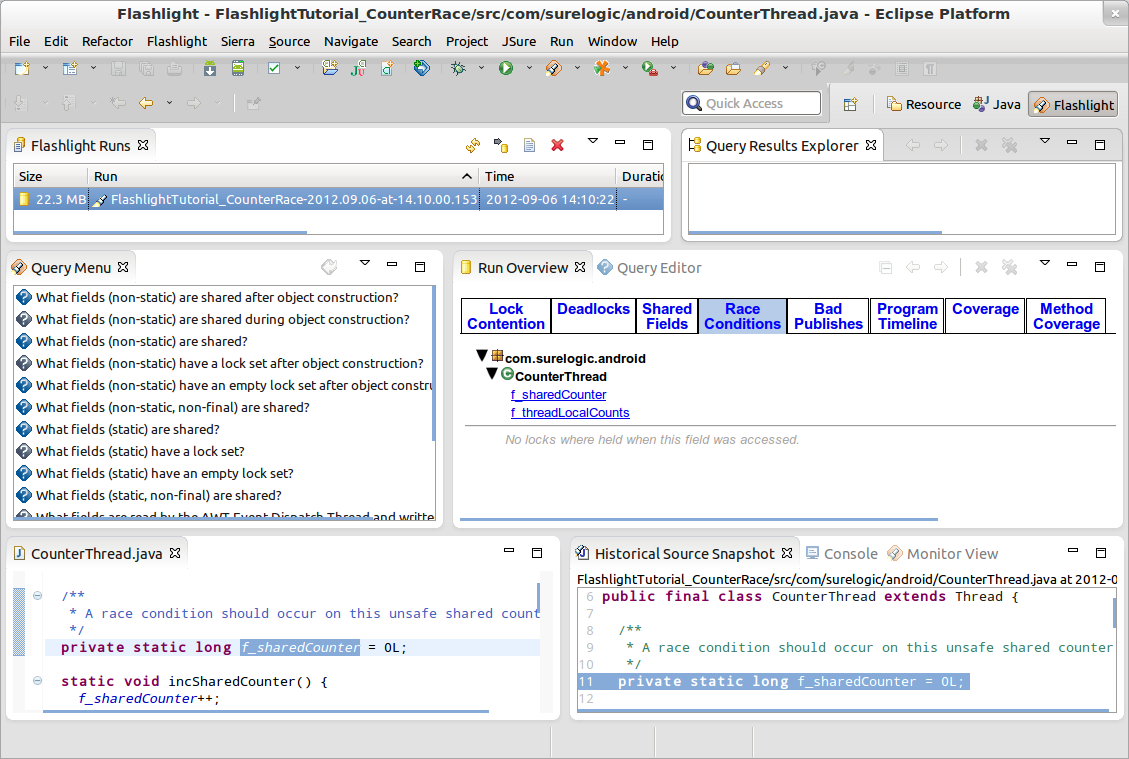 Flashlight - FlashlightTutorial_CounterRace/src/com/surelogic/android/CounterThread.java - Eclipse Platform
File Edit Refactor Flashlight Sierra Source Navigate Search Project JSure Run Window Help
Quick Access Resource Java Flashlight
Flashlight Runs
Size Run Time Duratio
22.3 MB FlashlightTutorial_CounterRace-2012.09.06-at-14.10.00.153 2012-09-06 14:10:22 -
Query Results Explorer
Query Menu
What fields (non-static) are shared after object construction?
What fields (non-static) are shared during object construction?
What fields (non-static) are shared?
What fields (non-static) have a lock set after object construction?
What fields (non-static) have an empty lock set after object constru
What fields (non-static, non-final) are shared?
What fields (static) are shared?
What fields (static) have a lock set?
What fields (static) have an empty lock set?
What fields (static, non-final) are shared?
What fields are read by the AWT Event Dispatch Thread and writte
Run Overview Query Editor
Lock Contention Deadlocks Shared Fields Race Conditions Bad Publishes Program Timeline Coverage Method Coverage
com.surelogic.android
CounterThread
f_sharedCounter
f_threadLocalCounts
No locks where held when this field was accessed.
CounterThread.java
/**
* A race condition should occur on this unsafe shared count
*/
private static long f_sharedCounter = 0L;
static void incSharedCounter() {
f_sharedCounter++;
Historical Source Snapshot Console Monitor View
FlashlightTutorial_CounterRace/src/com/surelogic/android/CounterThread.java at 2012-0
6 public final class CounterThread extends Thread {
7
8 /**
9 * A race condition should occur on this unsafe shared counter
10 */
11 private static long f_sharedCounter = 0L;
12